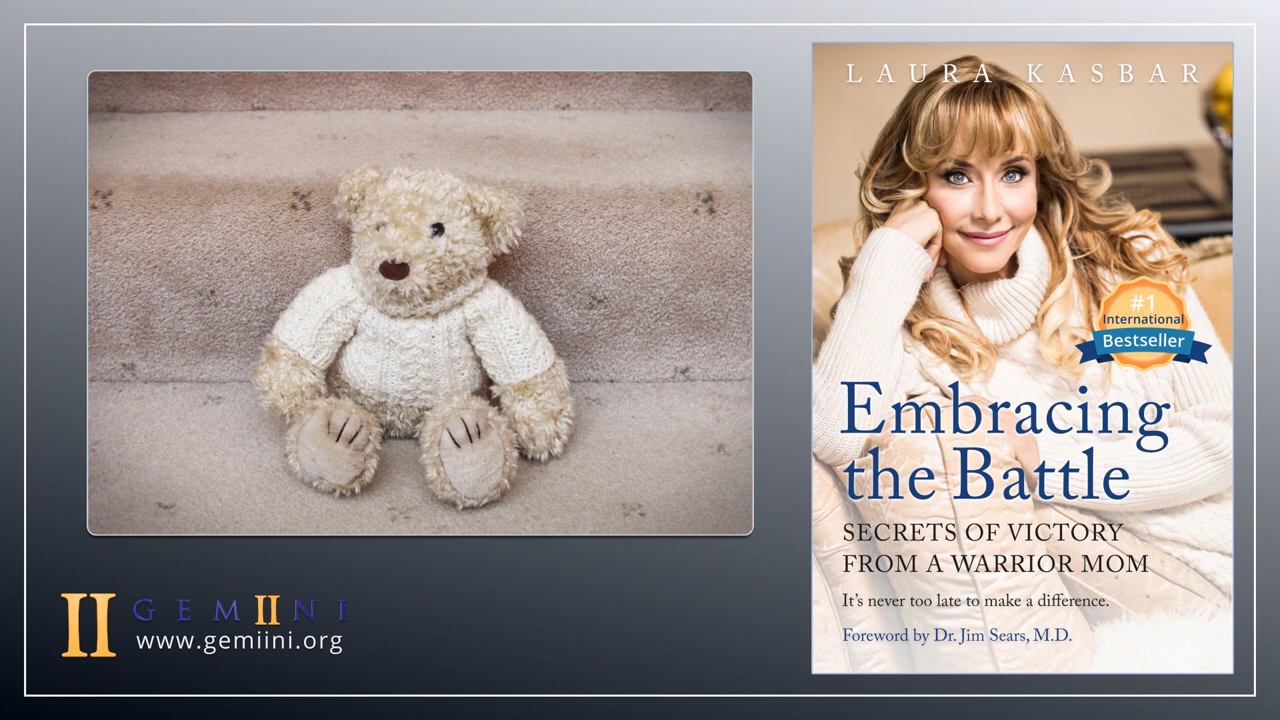 LAURA KASBAR
#1
International
Bestseller
Embracing
the Battle
SECRETS OF VICTORY
FROM A WARRIOR MOM
It's never too late to make a difference.
Foreword by Dr. Jim Sears, M.D.
II GEMIINI
www.gemiini.org